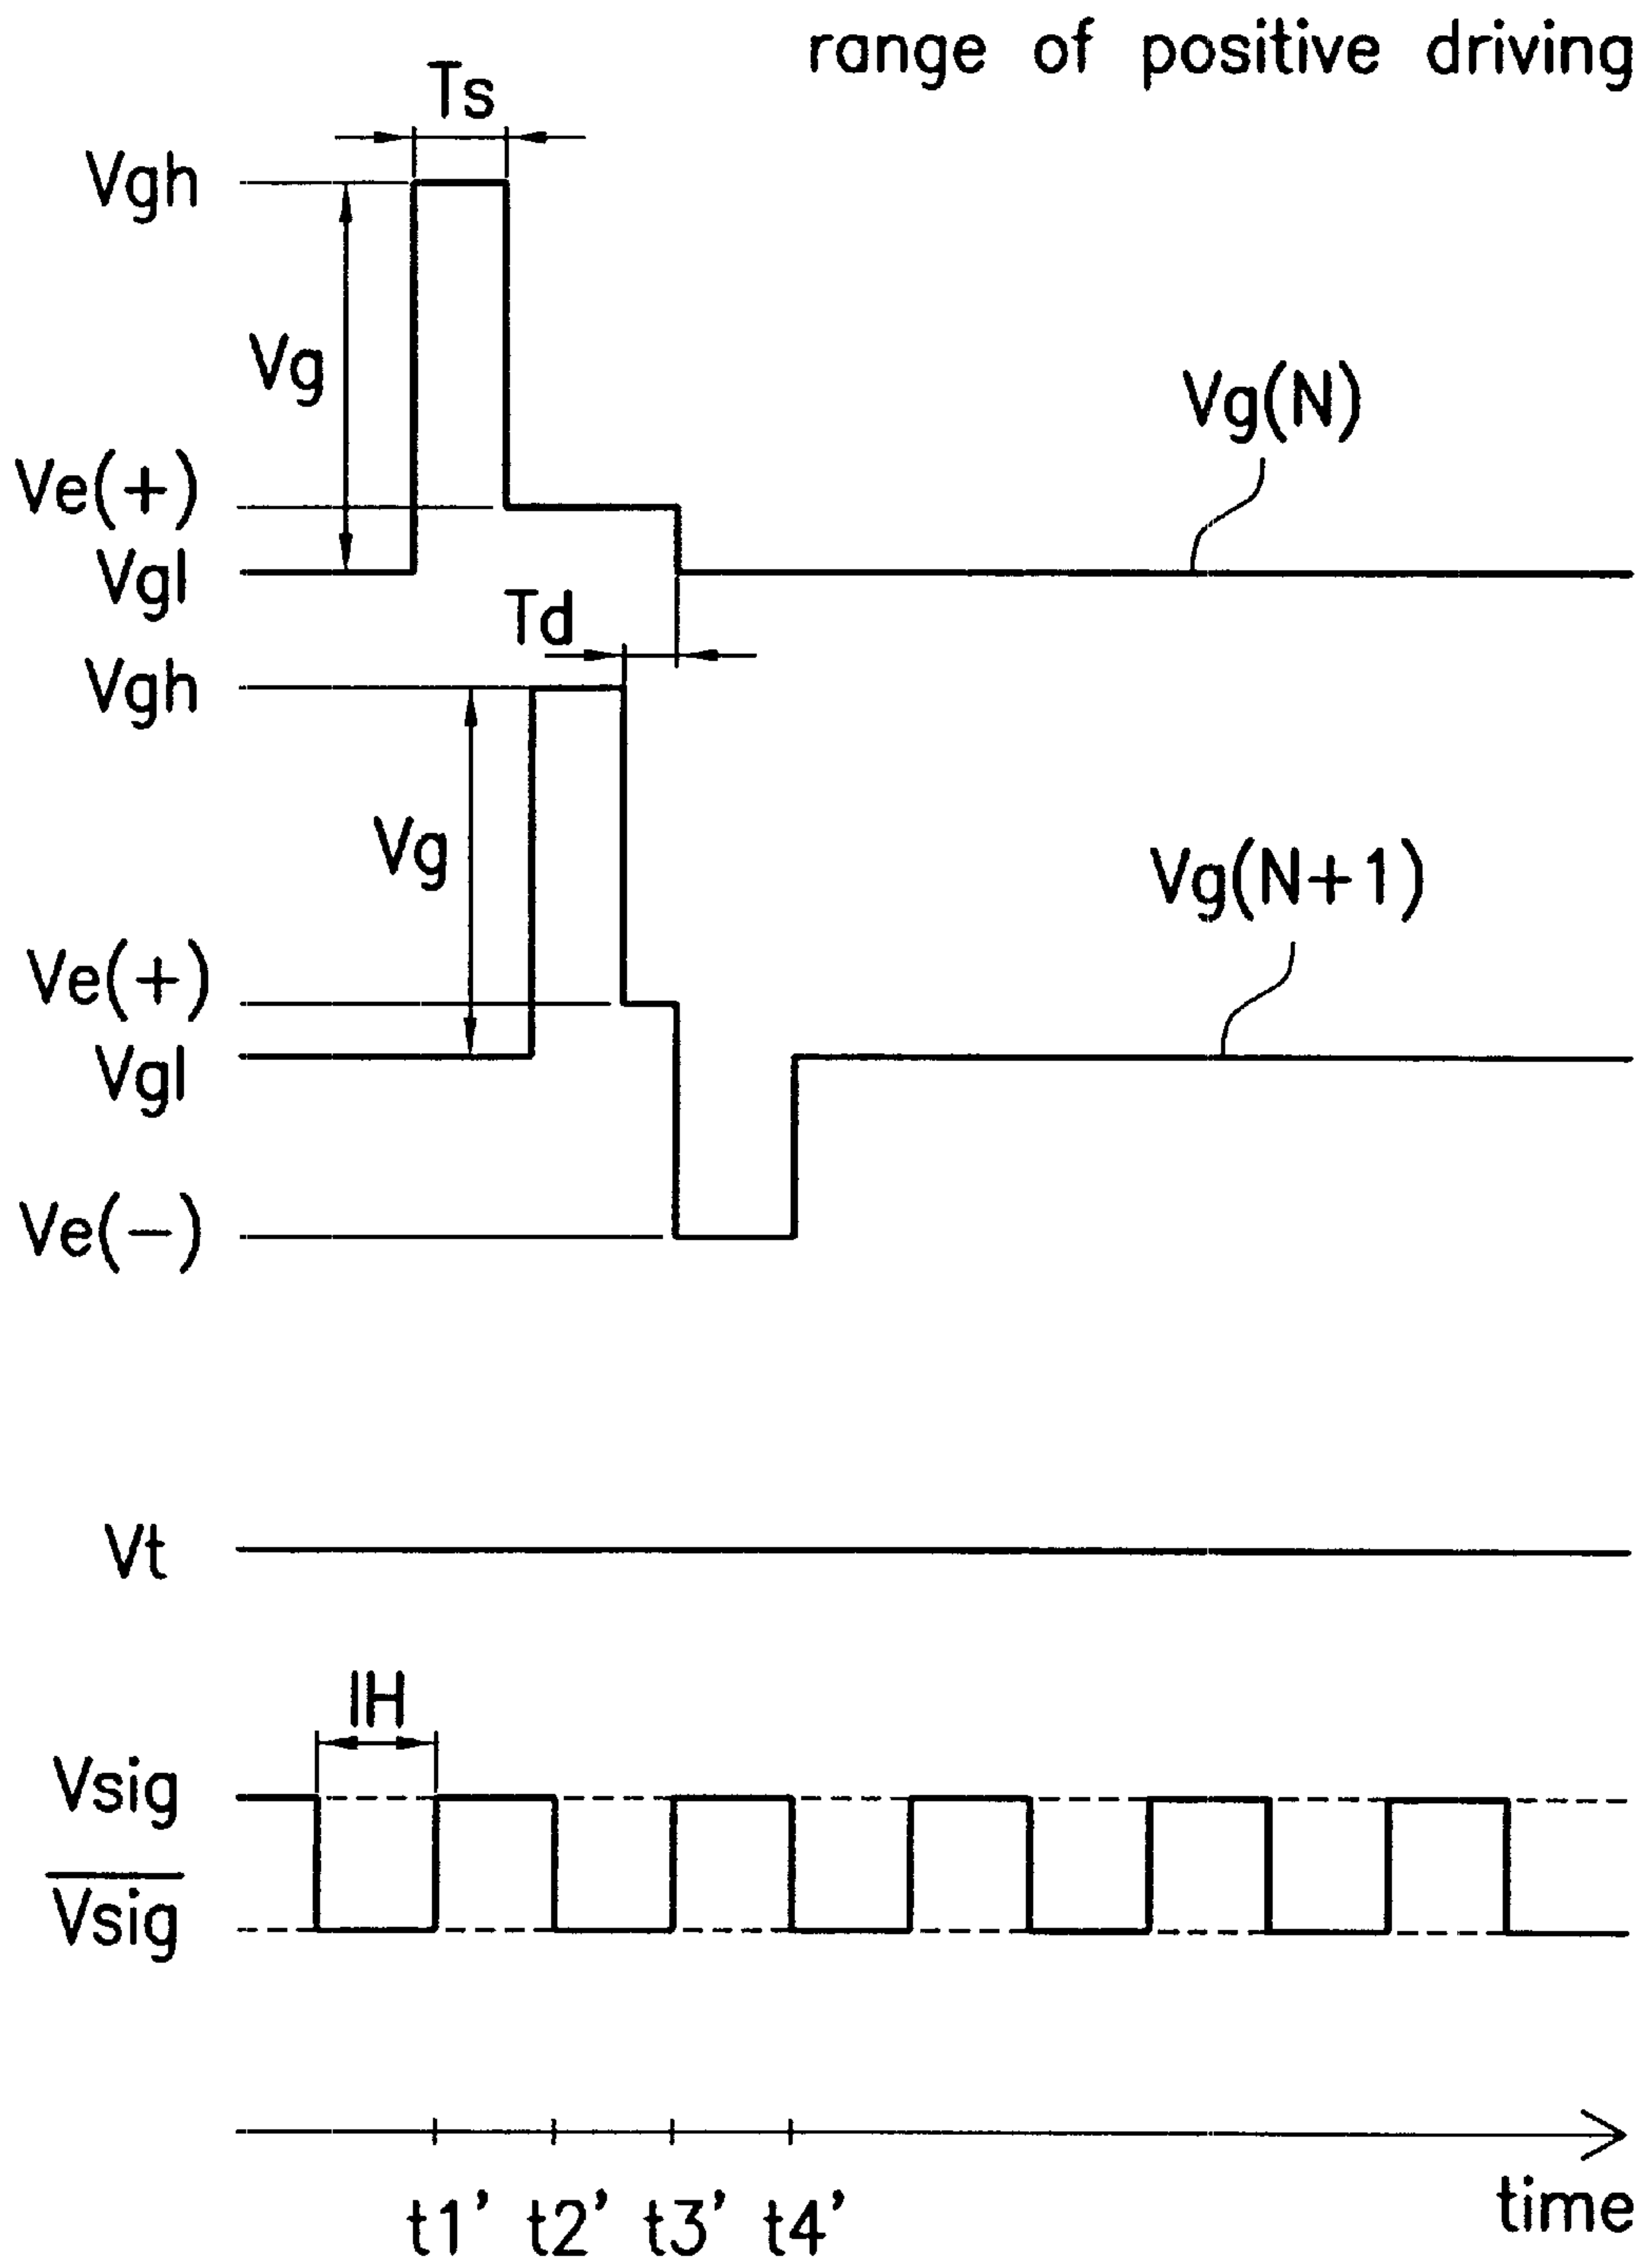 range of positive driving
Ts
Vgh
Vg
Vg(N)
Ve(+)
Vgl
Td
Vgh
Vg
Vg(N+1)
Ve(+)
Vgl
Ve(−)
Vt
IH
Vsig
V̅s̅i̅g̅
time
t1' t2' t3' t4'